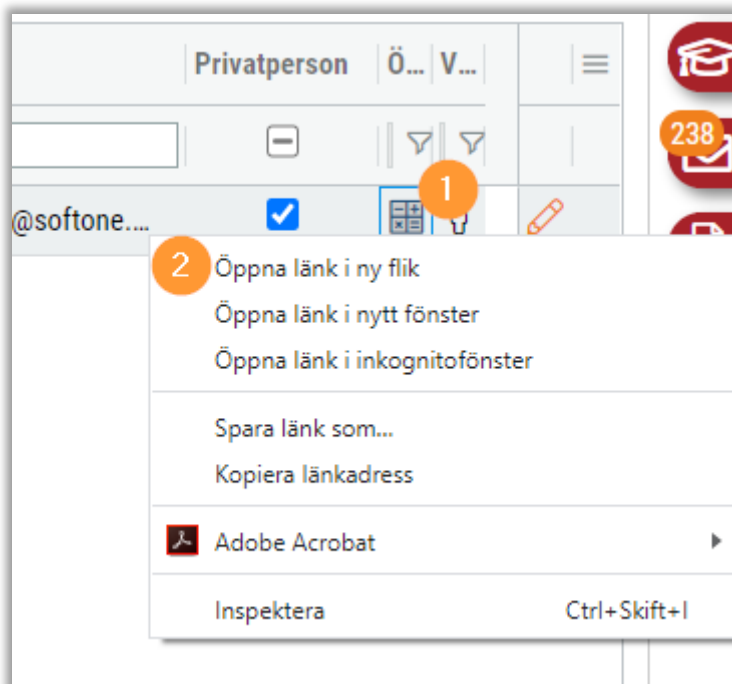 Privatperson Ö... V...
238
1
@softone....
2 Öppna länk i ny flik
Öppna länk i nytt fönster
Öppna länk i inkognitofönster
Spara länk som...
Kopiera länkadress
Adobe Acrobat
Inspektera Ctrl+Skift+I